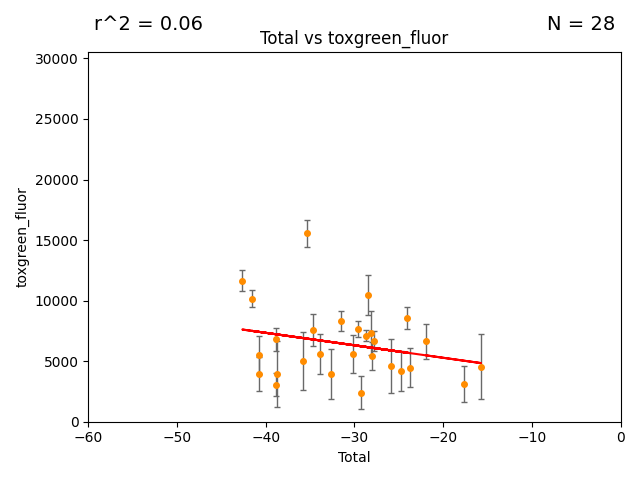 r^2 = 0.06
N = 28
Total vs toxgreen_fluor
30000
25000
20000
15000
10000
5000
0
toxgreen_fluor
−60
−50
−40
−30
−20
−10
0
Total